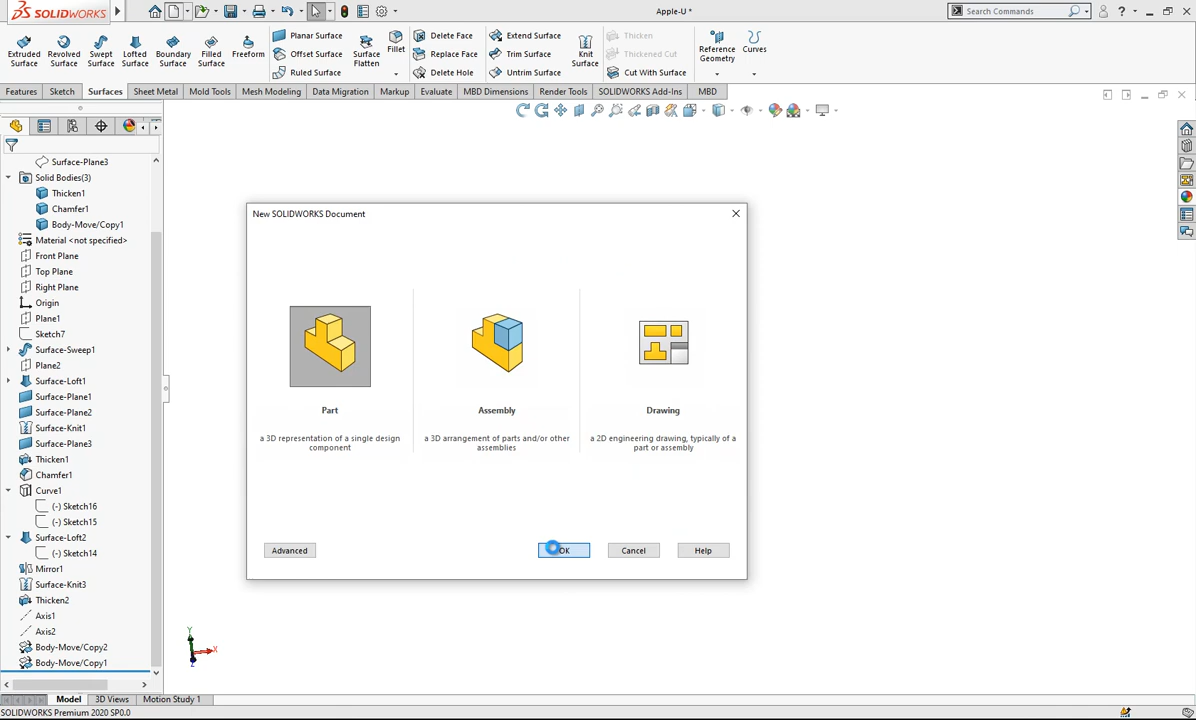 SOLIDWORKS
Apple-U *
Search Commands
Extruded Surface
Revolved Surface
Swept Surface
Lofted Surface
Boundary Surface
Filled Surface
Freeform
Planar Surface
Offset Surface
Ruled Surface
Surface Flatten
Fillet
Delete Face
Replace Face
Delete Hole
Extend Surface
Trim Surface
Untrim Surface
Knit Surface
Thicken
Thickened Cut
Cut With Surface
Reference Geometry
Curves
Features
Sketch
Surfaces
Sheet Metal
Mold Tools
Mesh Modeling
Data Migration
Markup
Evaluate
MBD Dimensions
Render Tools
SOLIDWORKS Add-Ins
MBD
Surface-Plane3
Solid Bodies(3)
Thicken1
Chamfer1
Body-Move/Copy1
Material <not specified>
Front Plane
Top Plane
Right Plane
Origin
Plane1
Sketch7
Surface-Sweep1
Plane2
Surface-Loft1
Surface-Plane1
Surface-Plane2
Surface-Knit1
Surface-Plane3
Thicken1
Chamfer1
Curve1
(-) Sketch16
(-) Sketch15
Surface-Loft2
(-) Sketch14
Mirror1
Surface-Knit3
Thicken2
Axis1
Axis2
Body-Move/Copy2
Body-Move/Copy1
New SOLIDWORKS Document
Part
a 3D representation of a single design
component
Assembly
a 3D arrangement of parts and/or other
assemblies
Drawing
a 2D engineering drawing, typically of a
part or assembly
Advanced
OK
Cancel
Help
Y
X
Z
Model
3D Views
Motion Study 1
SOLIDWORKS Premium 2020 SP0.0